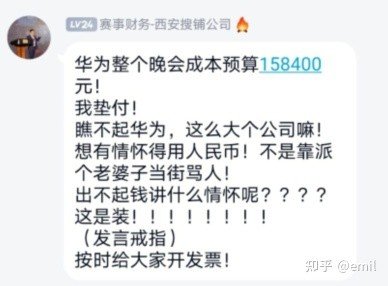 LV24 赛事财务-西安搜铺公司
华为整个晚会成本预算158400
元！
我垫付！
瞧不起华为，这么大个公司嘛！
想有情怀得用人民币！不是靠派
个老婆子当街骂人！
出不起钱讲什么情怀呢？？？？
这是装！！！！！！！！
（发言戒指）
按时给大家开发票！
知乎 @emil